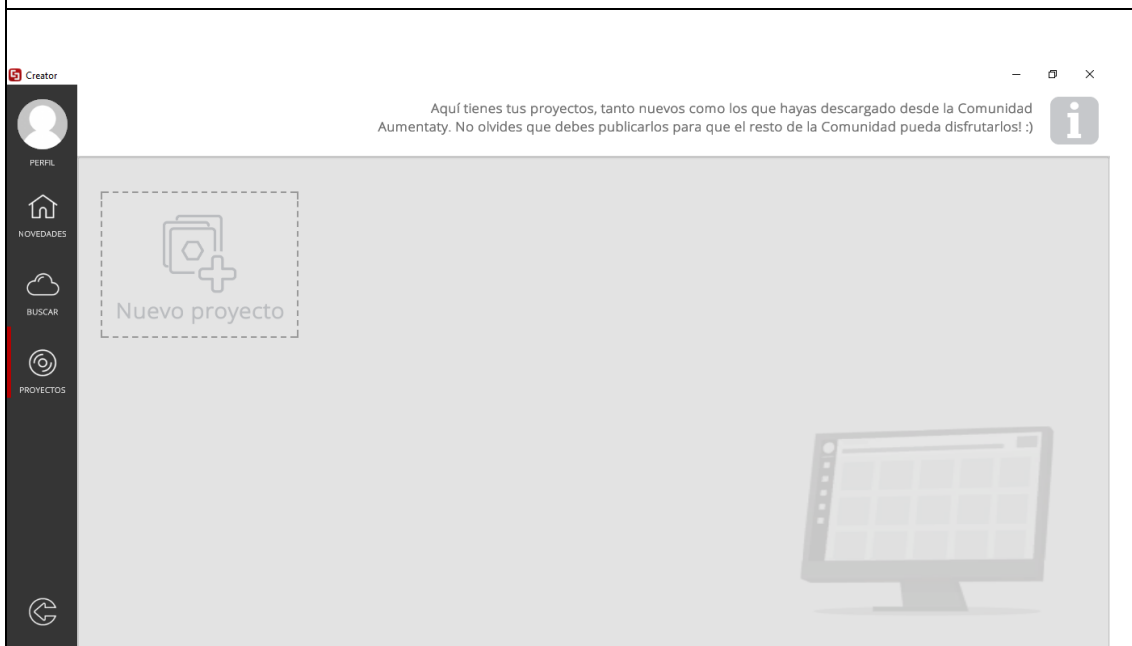 Creator
Aquí tienes tus proyectos, tanto nuevos como los que hayas descargado desde la Comunidad
Aumentaty. No olvides que debes publicarlos para que el resto de la Comunidad pueda disfrutarlos! :)
PERFIL
NOVEDADES
BUSCAR
PROYECTOS
Nuevo proyecto